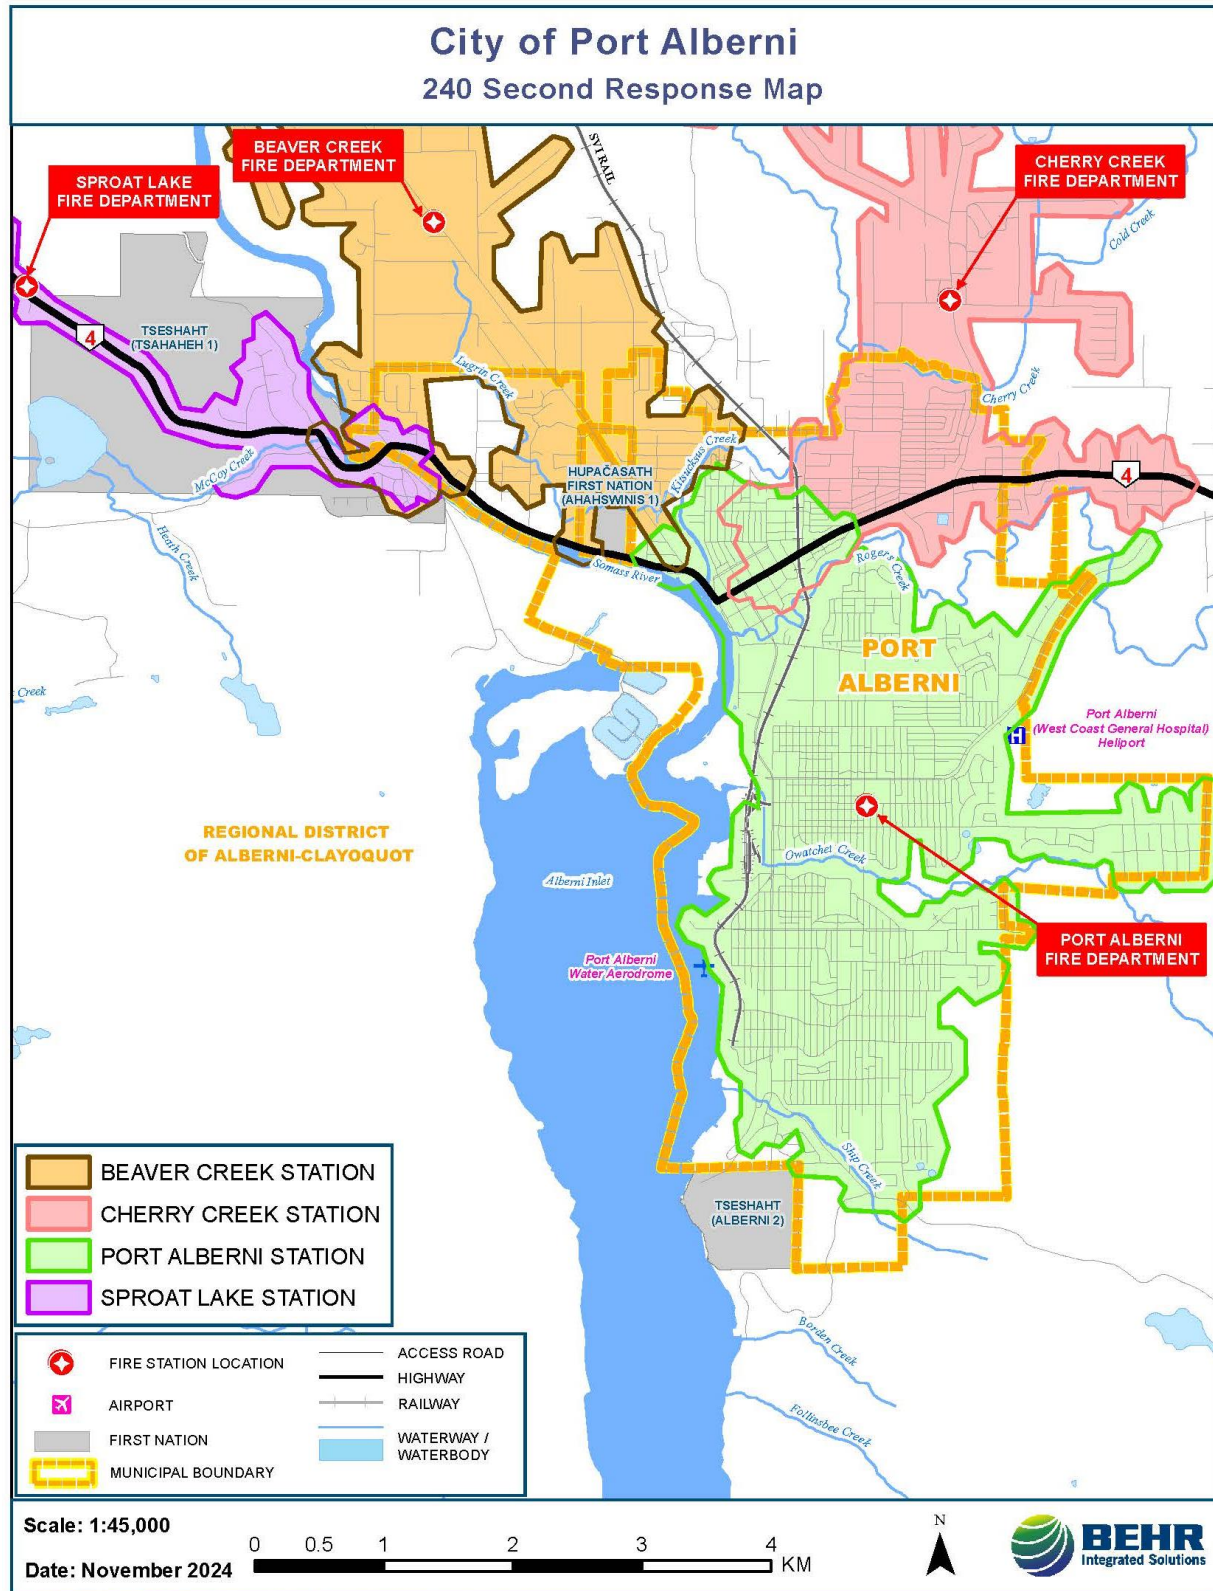 City of Port Alberni
240 Second Response Map
BEAVER CREEK
FIRE DEPARTMENT
SVI RAIL
CHERRY CREEK
FIRE DEPARTMENT
SPROAT LAKE
FIRE DEPARTMENT
Cold Creek
TSESHAHT
(TSAHAHEH 1)
4
Lugrin Creek
Cherry Creek
Kitsucksus Creek
McCoy Creek
HUPAČASATH
FIRST NATION
(AHAHSWINIS 1)
4
Heath Creek
Somass River
Rogers Creek
PORT
ALBERNI
Creek
Port Alberni
(West Coast General Hospital)
Heliport
H
REGIONAL DISTRICT
OF ALBERNI-CLAYOQUOT
Owatchet Creek
Alberni Inlet
PORT ALBERNI
FIRE DEPARTMENT
Port Alberni
Water Aerodrome
Ship Creek
TSESHAHT
(ALBERNI 2)
BEAVER CREEK STATION
CHERRY CREEK STATION
PORT ALBERNI STATION
SPROAT LAKE STATION
Borden Creek
Follinsbee Creek
FIRE STATION LOCATION
AIRPORT
FIRST NATION
MUNICIPAL BOUNDARY
ACCESS ROAD
HIGHWAY
RAILWAY
WATERWAY /
WATERBODY
Scale: 1:45,000
Date: November 2024
0 0.5 1 2 3 4
KM
N
BEHR
Integrated Solutions